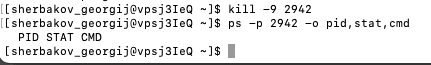 [[sherbakov_georgij@vpsj3IeQ ~]$ kill -9 2942
[[sherbakov_georgij@vpsj3IeQ ~]$ ps -p 2942 -o pid,stat,cmd
PID STAT CMD
[sherbakov_georgij@vpsj3IeQ ~]$